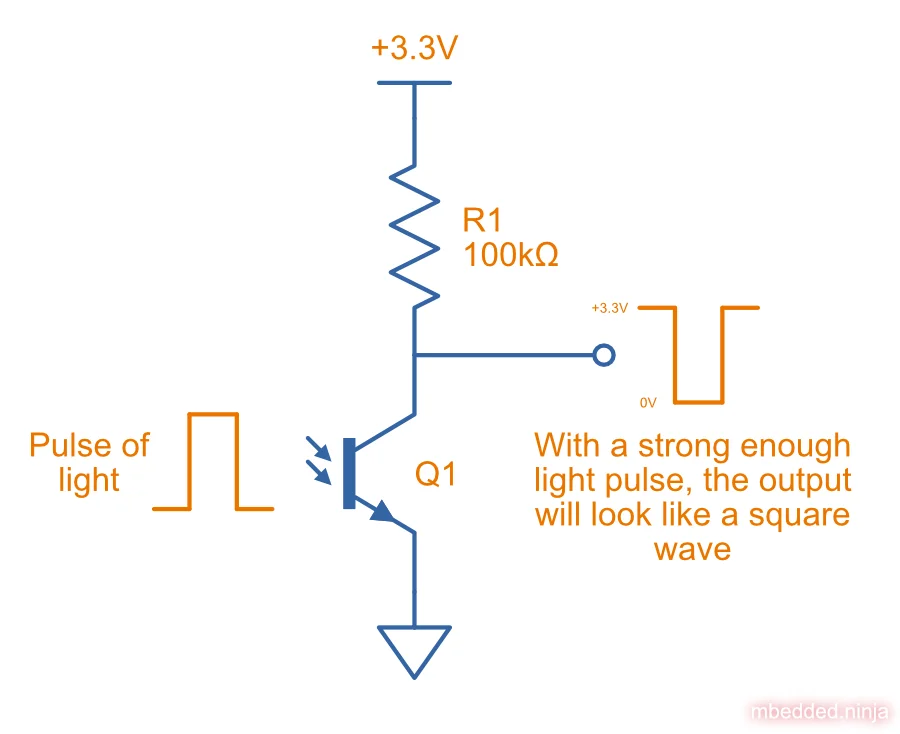 +3.3V
R1
100kΩ
+3.3V
0V
Pulse of
light
Q1
With a strong enough
light pulse, the output
will look like a square
wave
mbedded.ninja